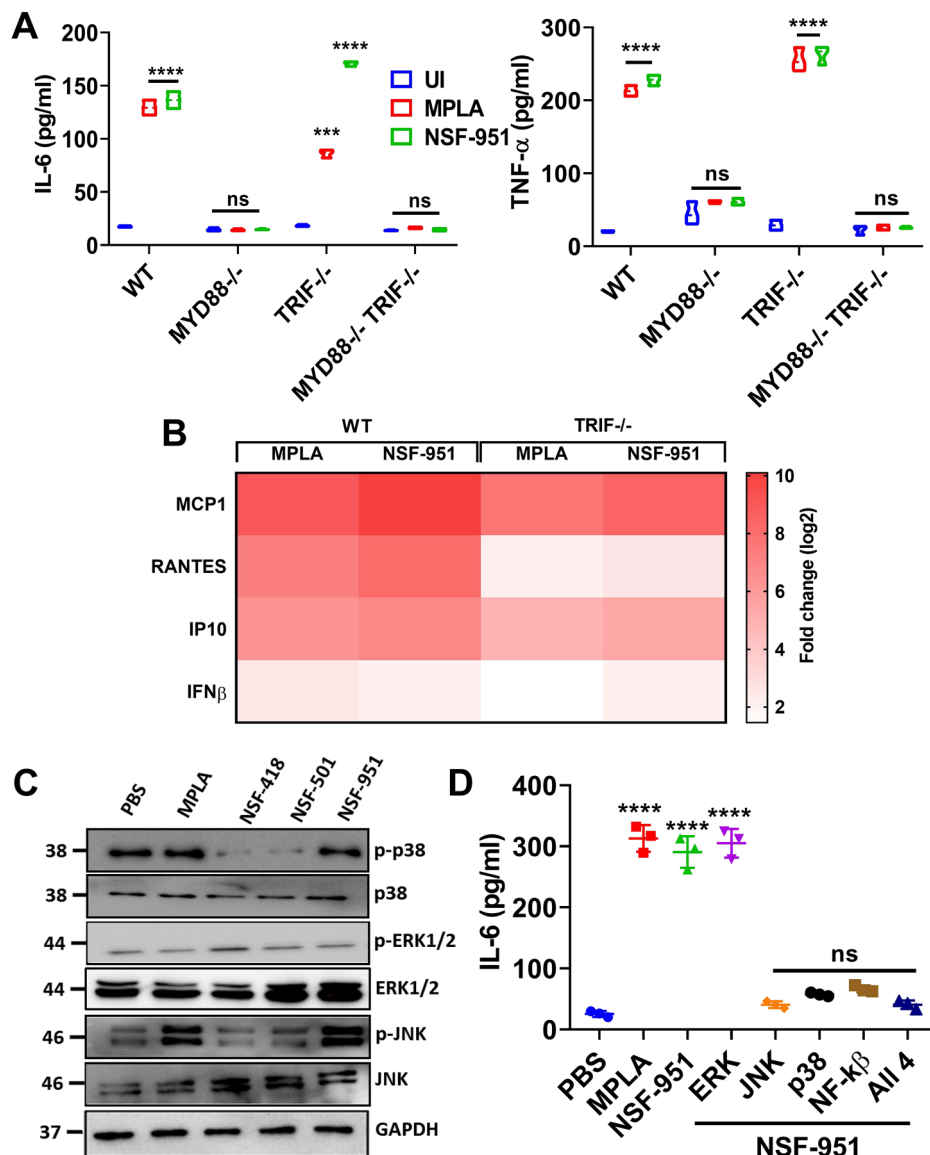 A
IL-6 (pg/ml)
200
150
100
50
0
****
ns
***
****
ns
UI
MPLA
NSF-951
WT
MYD88-/-
TRIF-/-
MYD88-/- TRIF-/-
TNF-α (pg/ml)
300
200
100
0
****
ns
****
ns
WT
MYD88-/-
TRIF-/-
MYD88-/- TRIF-/-
B
WT TRIF-/-
MPLA NSF-951 MPLA NSF-951
MCP1
RANTES
IP10
IFNβ
10
8
6
4
2
Fold change (log2)
C
PBS MPLA NSF-418 NSF-501 NSF-951
38 p-p38
38 p38
44 p-ERK1/2
44 ERK1/2
46 p-JNK
46 JNK
37 GAPDH
D
IL-6 (pg/ml)
400
300
200
100
0
**** **** ****
ns
PBS MPLA NSF-951 ERK JNK p38 NF-kβ All 4
NSF-951